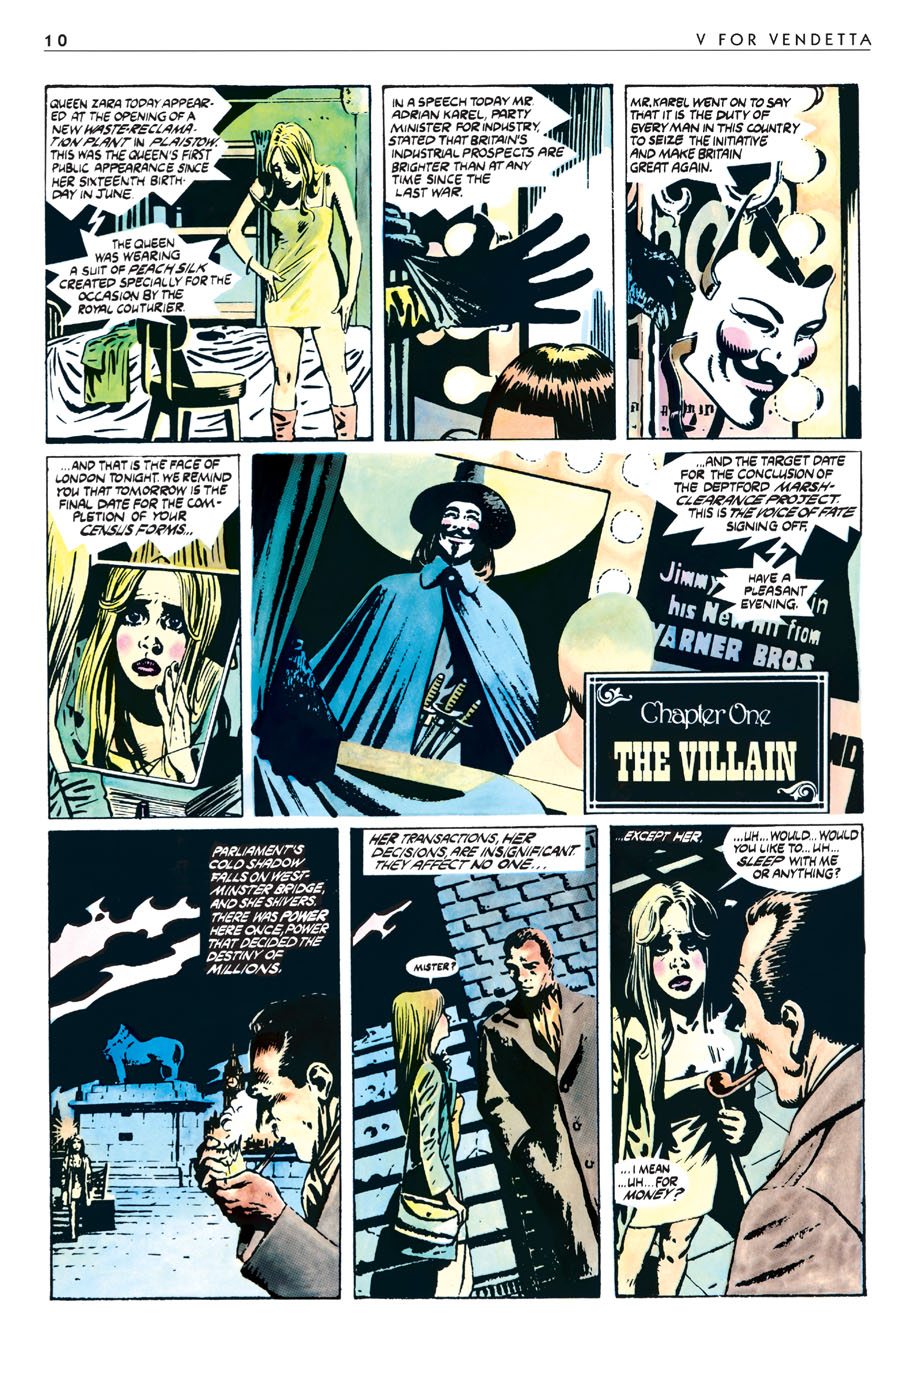 10
V FOR VENDETTA
QUEEN ZARA TODAY APPEAR-
ED AT THE OPENING OF A
NEW WASTE-RECLAMA-
TION PLANT IN PLAISTOW.
THIS WAS THE QUEEN'S FIRST
PUBLIC APPEARANCE SINCE
HER SIXTEENTH BIRTH-
DAY IN JUNE.
THE QUEEN
WAS WEARING
A SUIT OF PEACH SILK
CREATED SPECIALLY FOR THE
OCCASION BY THE
ROYAL COUTURIER.
IN A SPEECH TODAY MR.
ADRIAN KAREL, PARTY
MINISTER FOR INDUSTRY,
STATED THAT BRITAIN'S
INDUSTRIAL PROSPECTS ARE
BRIGHTER THAN AT ANY
TIME SINCE THE
LAST WAR.
MR. KAREL WENT ON TO SAY
THAT IT IS THE DUTY OF
EVERY MAN IN THIS COUNTRY
TO SEIZE THE INITIATIVE
AND MAKE BRITAIN
GREAT AGAIN.
...AND THAT IS THE FACE OF
LONDON TONIGHT. WE REMIND
YOU THAT TOMORROW IS THE
FINAL DATE FOR THE COM-
PLETION OF YOUR
CENSUS FORMS...
...AND THE TARGET DATE
FOR THE CONCLUSION OF
THE DEPTFORD MARSH-
CLEARANCE PROJECT.
THIS IS THE VOICE OF FATE
SIGNING OFF.
HAVE A
PLEASANT
EVENING.
Jimmy in
his New Hit from
WARNER BROS
Chapter One
THE VILLAIN
PARLIAMENT'S
COLD SHADOW
FALLS ON WEST-
MINSTER BRIDGE,
AND SHE SHIVERS.
THERE WAS POWER
HERE ONCE, POWER
THAT DECIDED THE
DESTINY OF
MILLIONS.
HER TRANSACTIONS, HER
DECISIONS, ARE INSIGNIFICANT.
THEY AFFECT NO ONE...
MISTER?
...EXCEPT HER.
...UH...WOULD...WOULD
YOU LIKE TO...UH...
SLEEP WITH ME
OR ANYTHING?
...I MEAN
...UH...FOR
MONEY?